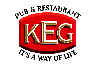 PUB & RESTAURANT
KEG
IT'S A WAY OF LIFE